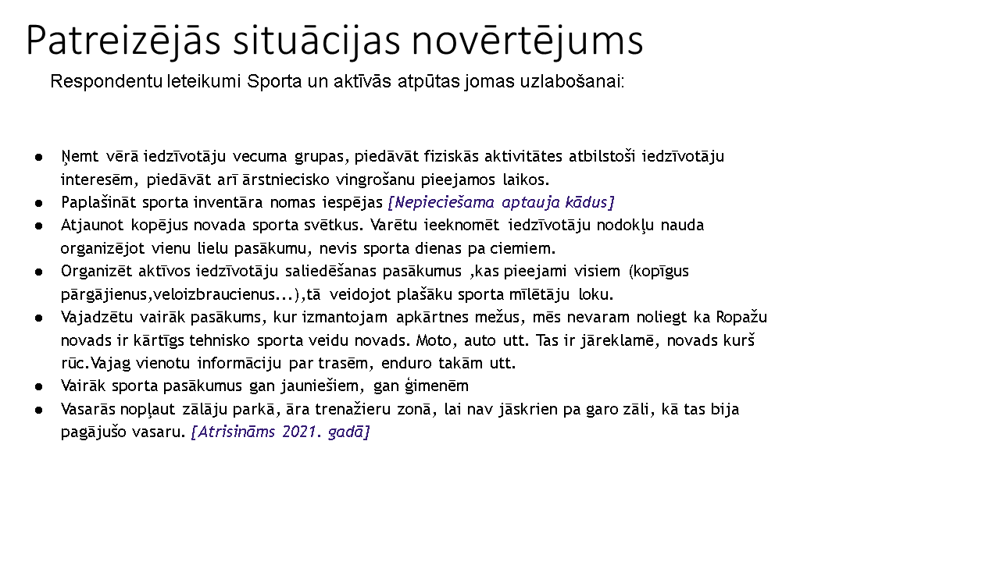 Patreizējās situācijas novērtējums
Respondentu Ieteikumi Sporta un aktīvās atpūtas jomas uzlabošanai:
● Ņemt vērā iedzīvotāju vecuma grupas, piedāvāt fiziskās aktivitātes atbilstoši iedzīvotāju
interesēm, piedāvāt arī ārstniecisko vingrošanu pieejamos laikos.
● Paplašināt sporta inventāra nomas iespējas [Nepieciešama aptauja kādus]
● Atjaunot kopējus novada sporta svētkus. Varētu ieeknomēt iedzīvotāju nodokļu nauda
organizējot vienu lielu pasākumu, nevis sporta dienas pa ciemiem.
● Organizēt aktīvos iedzīvotāju saliedēšanas pasākumus ,kas pieejami visiem (kopīgus
pārgājienus,veloizbraucienus...),tā veidojot plašāku sporta mīlētāju loku.
● Vajadzētu vairāk pasākums, kur izmantojam apkārtnes mežus, mēs nevaram noliegt ka Ropažu
novads ir kārtīgs tehnisko sporta veidu novads. Moto, auto utt. Tas ir jāreklamē, novads kurš
rūc.Vajag vienotu informāciju par trasēm, enduro takām utt.
● Vairāk sporta pasākumus gan jauniešiem, gan ģimenēm
● Vasarās nopļaut zālāju parkā, āra trenažieru zonā, lai nav jāskrien pa garo zāli, kā tas bija
pagājušo vasaru. [Atrisināms 2021. gadā]